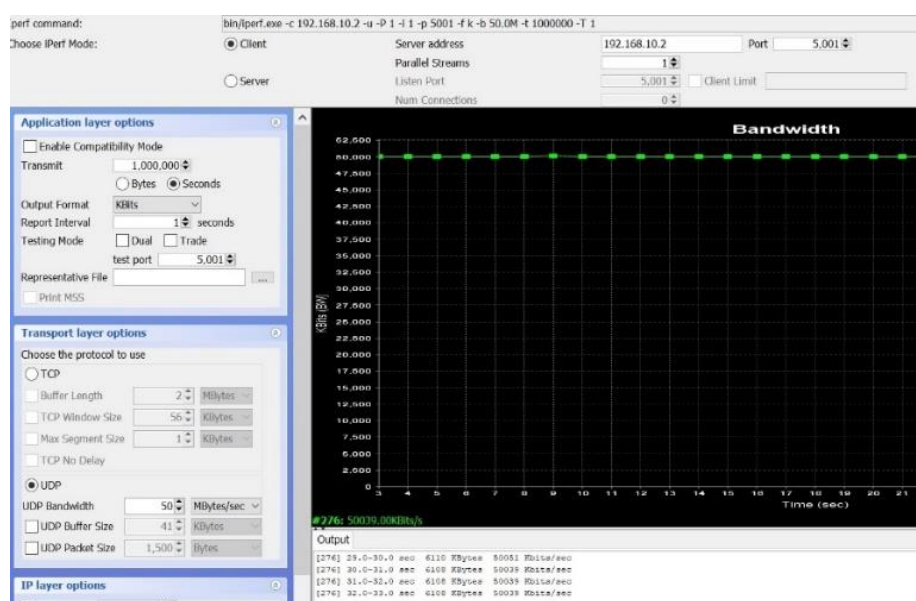 perf command: bin/iperf.exe -c 192.168.10.2 -u -P 1 -i 1 -p 5001 -f k -b 50.0M -t 1000000 -T 1
Choose iPerf Mode: Client Server address 192.168.10.2 Port 5,001
Parallel Streams 1
Server Listen Port 5,001 Client Limit
Num Connections 0
Application layer options
Enable Compatibility Mode
Transmit 1,000,000
Bytes Seconds
Output Format KBits
Report Interval 1 seconds
Testing Mode Dual Trade
test port 5,001
Representative File ...
Print MSS
Transport layer options
Choose the protocol to use
TCP
Buffer Length 2 MBytes
TCP Window Size 56 KBytes
Max Segment Size 1 KBytes
TCP No Delay
UDP
UDP Bandwidth 50 MBytes/sec
UDP Buffer Size 41 KBytes
UDP Packet Size 1,500 Bytes
IP layer options
Bandwidth
52,500
50,000
47,500
45,000
42,500
40,000
37,500
35,000
32,500
30,000
27,500
25,000
22,500
20,000
17,500
15,000
12,500
10,000
7,500
5,000
2,500
0
KBits (BW)
3 4 5 6 7 8 9 10 11 12 13 14 15 16 17 18 19 20 21
Time (sec)
#276: 50039.00KBits/s
Output
[276] 29.0-30.0 sec 6110 KBytes 50051 Kbits/sec
[276] 30.0-31.0 sec 6108 KBytes 50039 Kbits/sec
[276] 31.0-32.0 sec 6108 KBytes 50039 Kbits/sec
[276] 32.0-33.0 sec 6108 KBytes 50039 Kbits/sec